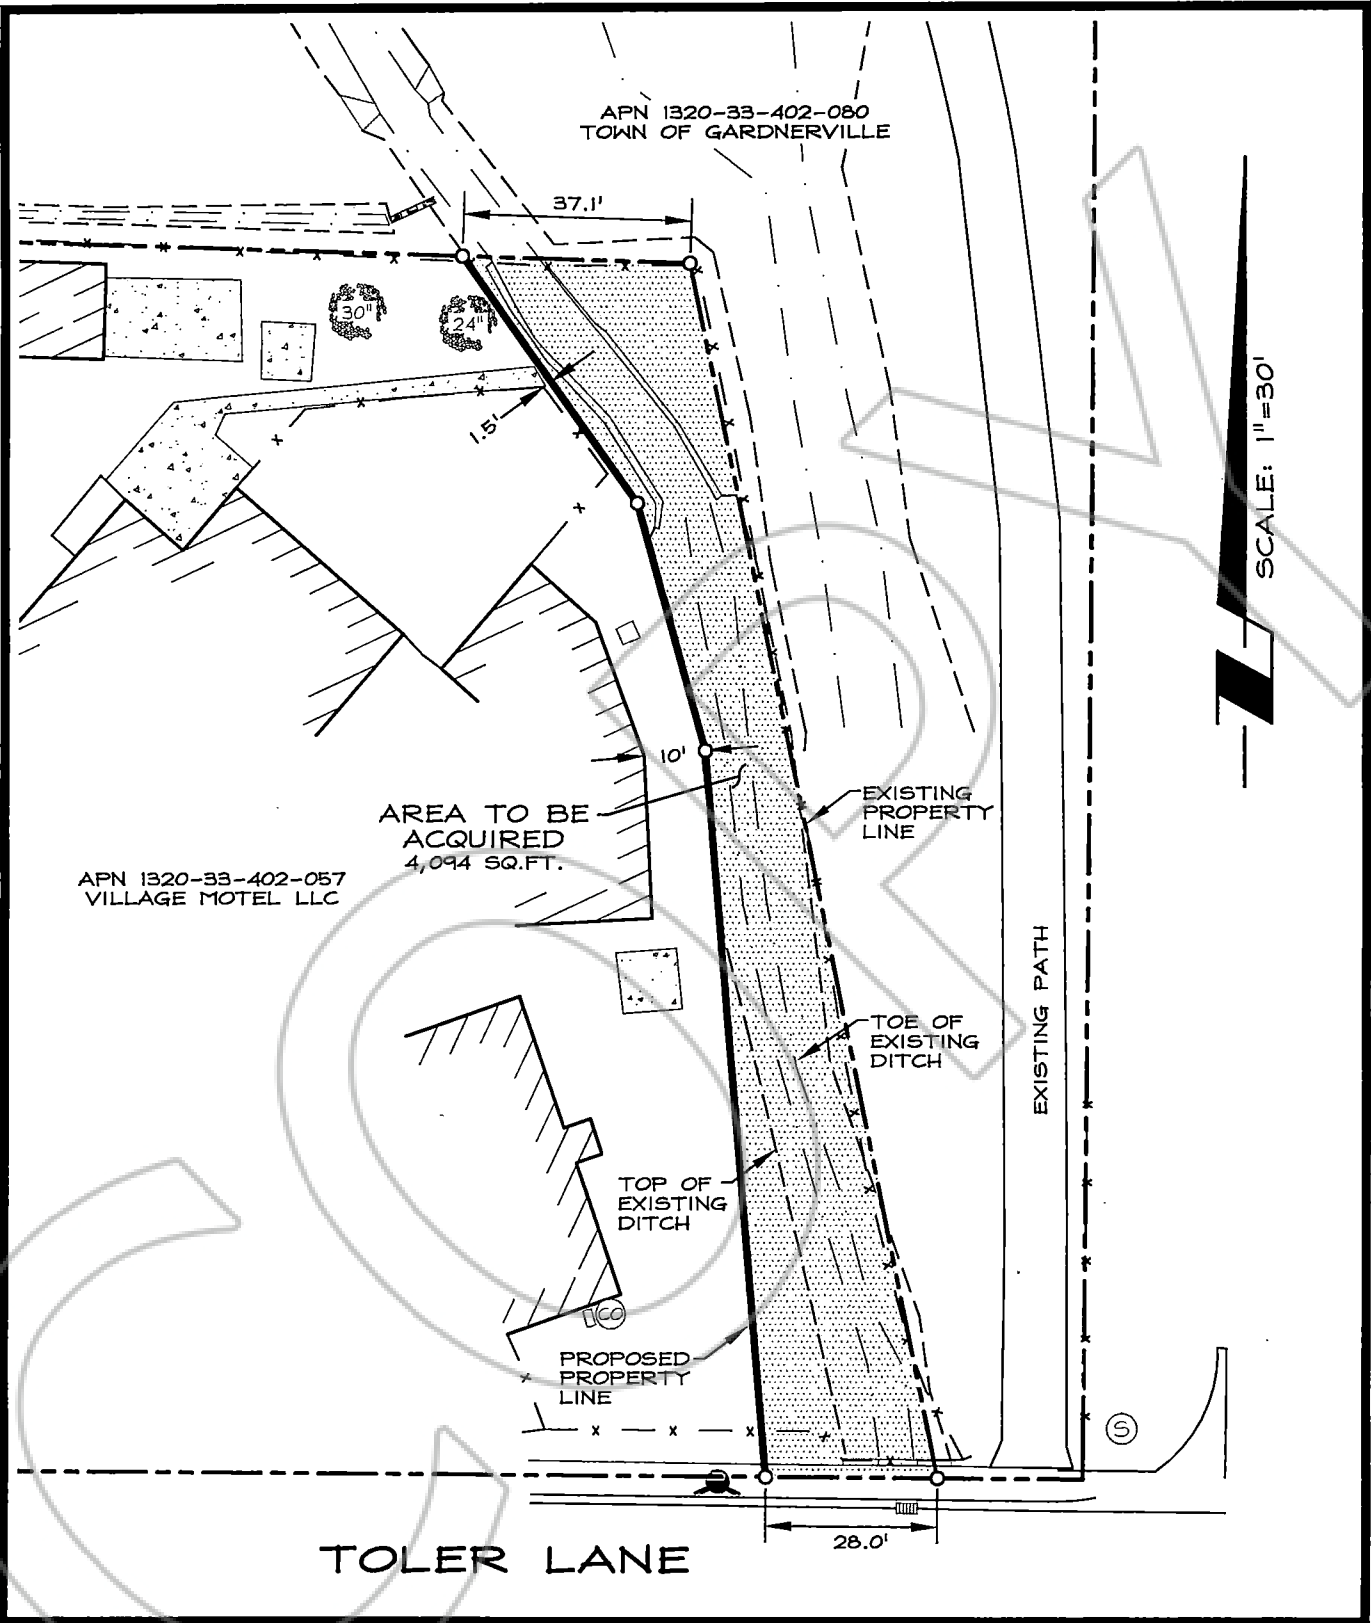 APN 1320-33-402-080
TOWN OF GARDNERVILLE
37.1'
30"
24"
1.5'
SCALE: 1"=30'
10'
AREA TO BE
ACQUIRED
4,094 SQ.FT.
EXISTING
PROPERTY
LINE
APN 1320-33-402-057
VILLAGE MOTEL LLC
EXISTING PATH
TOE OF
EXISTING
DITCH
TOP OF
EXISTING
DITCH
PROPOSED
PROPERTY
LINE
CO
S
28.0'
TOLER LANE
COPY